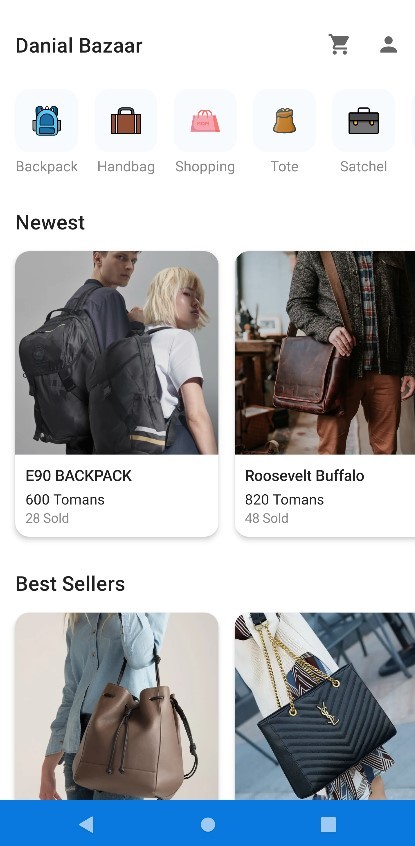 Danial Bazaar
Backpack
Handbag
Shopping
Tote
Satchel
Newest
E90 BACKPACK
600 Tomans
28 Sold
Roosevelt Buffalo
820 Tomans
48 Sold
Best Sellers
YSL